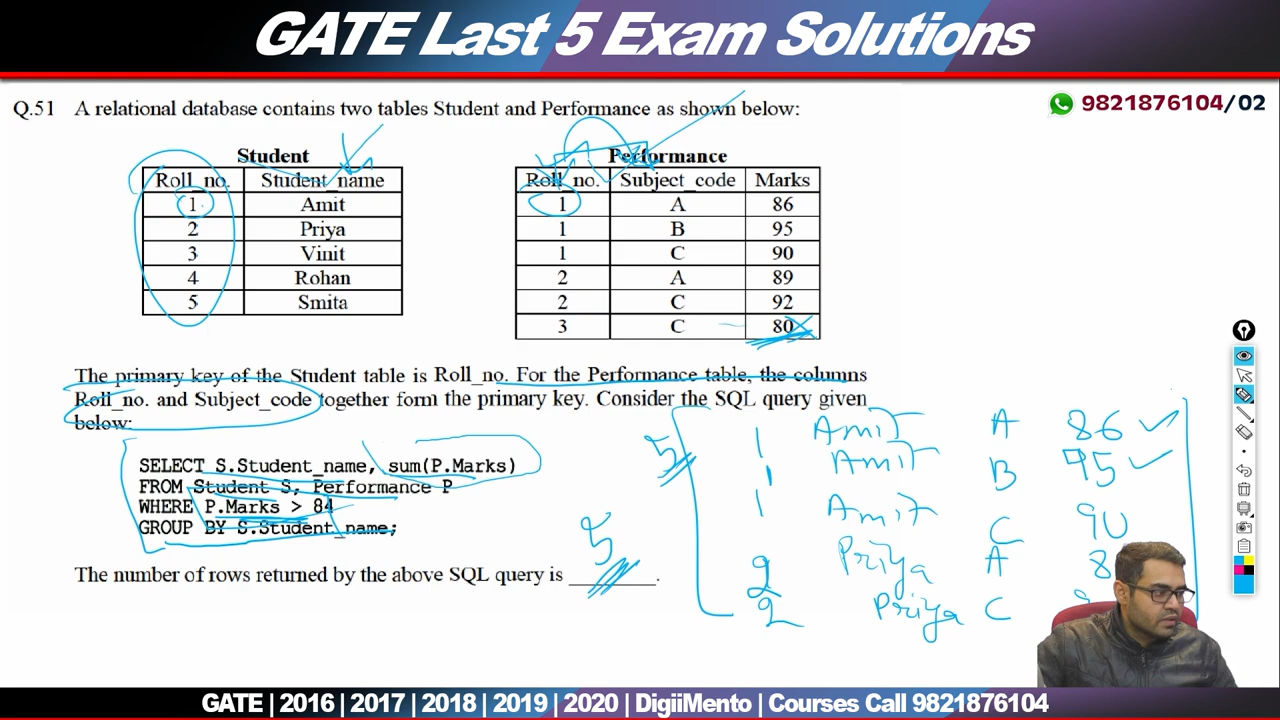 GATE Last 5 Exam Solutions
9821876104/02
Q.51 A relational database contains two tables Student and Performance as shown below:
Student
Roll_no. Student_name
1 Amit
2 Priya
3 Vinit
4 Rohan
5 Smita
Performance
Roll_no. Subject_code Marks
1 A 86
1 B 95
1 C 90
2 A 89
2 C 92
3 C 80
The primary key of the Student table is Roll_no. For the Performance table, the columns
Roll_no. and Subject_code together form the primary key. Consider the SQL query given
below:
SELECT S.Student_name, sum(P.Marks)
FROM Student S, Performance P
WHERE P.Marks > 84
GROUP BY S.Student_name;
The number of rows returned by the above SQL query is ________.
5
5
1 Amit A 86
1 Amit B 95
1 Amit C 90
2 Priya A 8
2 Priya C
GATE | 2016 | 2017 | 2018 | 2019 | 2020 | DigiiMento | Courses Call 9821876104